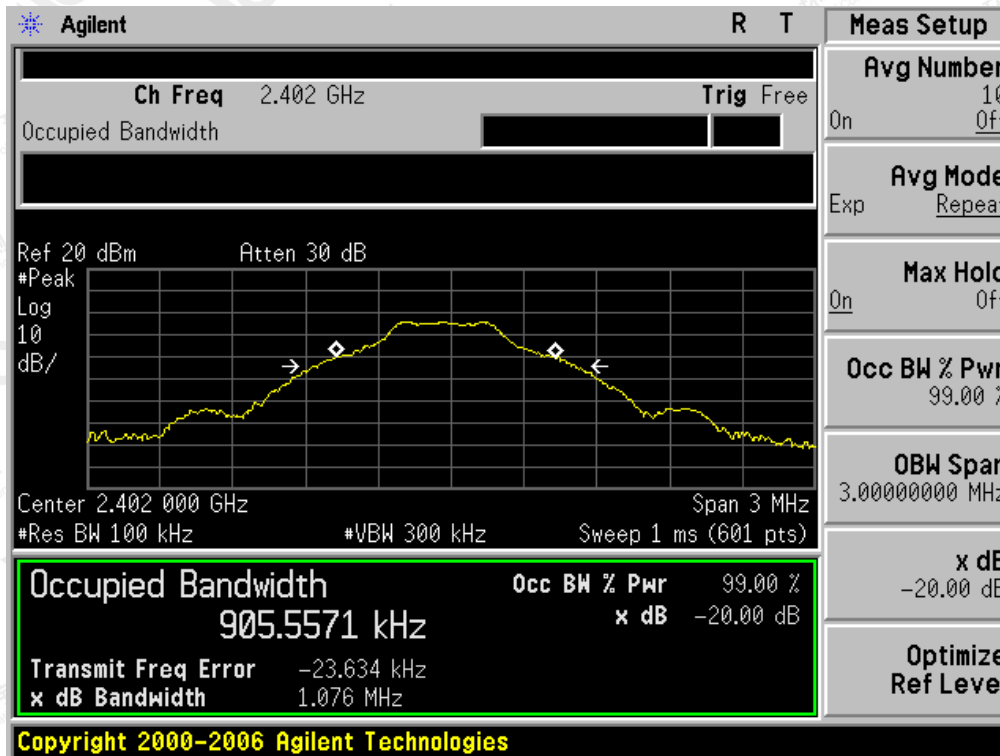 Agilent R T Meas Setup
Ch Freq 2.402 GHz Trig Free
Occupied Bandwidth
Ref 20 dBm Atten 30 dB
#Peak
Log
10
dB/
Center 2.402 000 GHz Span 3 MHz
#Res BW 100 kHz #VBW 300 kHz Sweep 1 ms (601 pts)
Occupied Bandwidth Occ BW % Pwr 99.00 %
905.5571 kHz x dB -20.00 dB
Transmit Freq Error -23.634 kHz
x dB Bandwidth 1.076 MHz
Avg Number
10
On Of
Avg Mode
Exp Repea
Max Hold
On Of
Occ BW % Pwr
99.00 %
OBW Span
3.00000000 MHz
x dB
-20.00 dB
Optimize
Ref Leve
Copyright 2000-2006 Agilent Technologies